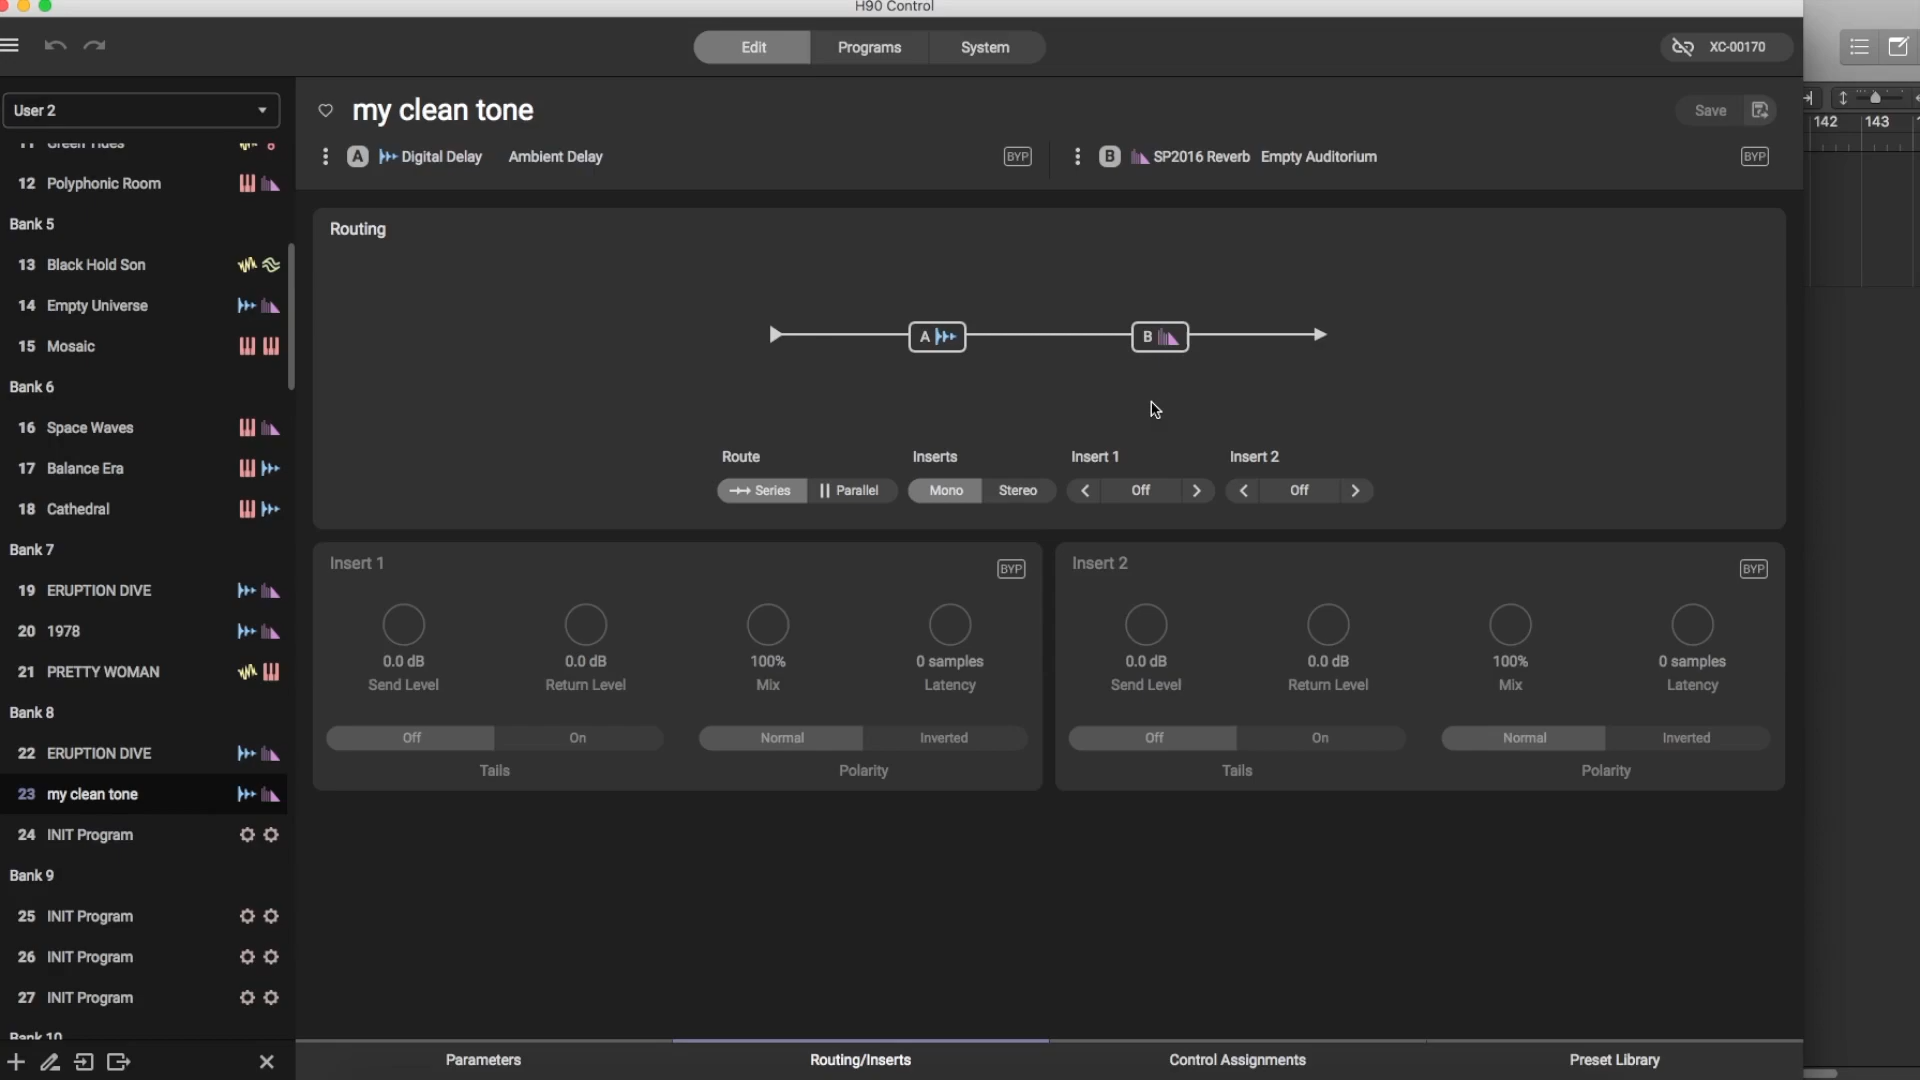 H90 Control
Edit
Programs
System
XC-00170
User 2
my clean tone
Save
A Digital Delay Ambient Delay BYP
B SP2016 Reverb Empty Auditorium BYP
142 143
11 Green Tides
12 Polyphonic Room
Bank 5
13 Black Hold Son
14 Empty Universe
15 Mosaic
Bank 6
16 Space Waves
17 Balance Era
18 Cathedral
Bank 7
19 ERUPTION DIVE
20 1978
21 PRETTY WOMAN
Bank 8
22 ERUPTION DIVE
23 my clean tone
24 INIT Program
Bank 9
25 INIT Program
26 INIT Program
27 INIT Program
Bank 10
Routing
A
B
Route Inserts Insert 1 Insert 2
Series Parallel Mono Stereo Off Off
Insert 1 BYP
0.0 dB 0.0 dB 100% 0 samples
Send Level Return Level Mix Latency
Off On Normal Inverted
Tails Polarity
Insert 2 BYP
0.0 dB 0.0 dB 100% 0 samples
Send Level Return Level Mix Latency
Off On Normal Inverted
Tails Polarity
Parameters
Routing/Inserts
Control Assignments
Preset Library